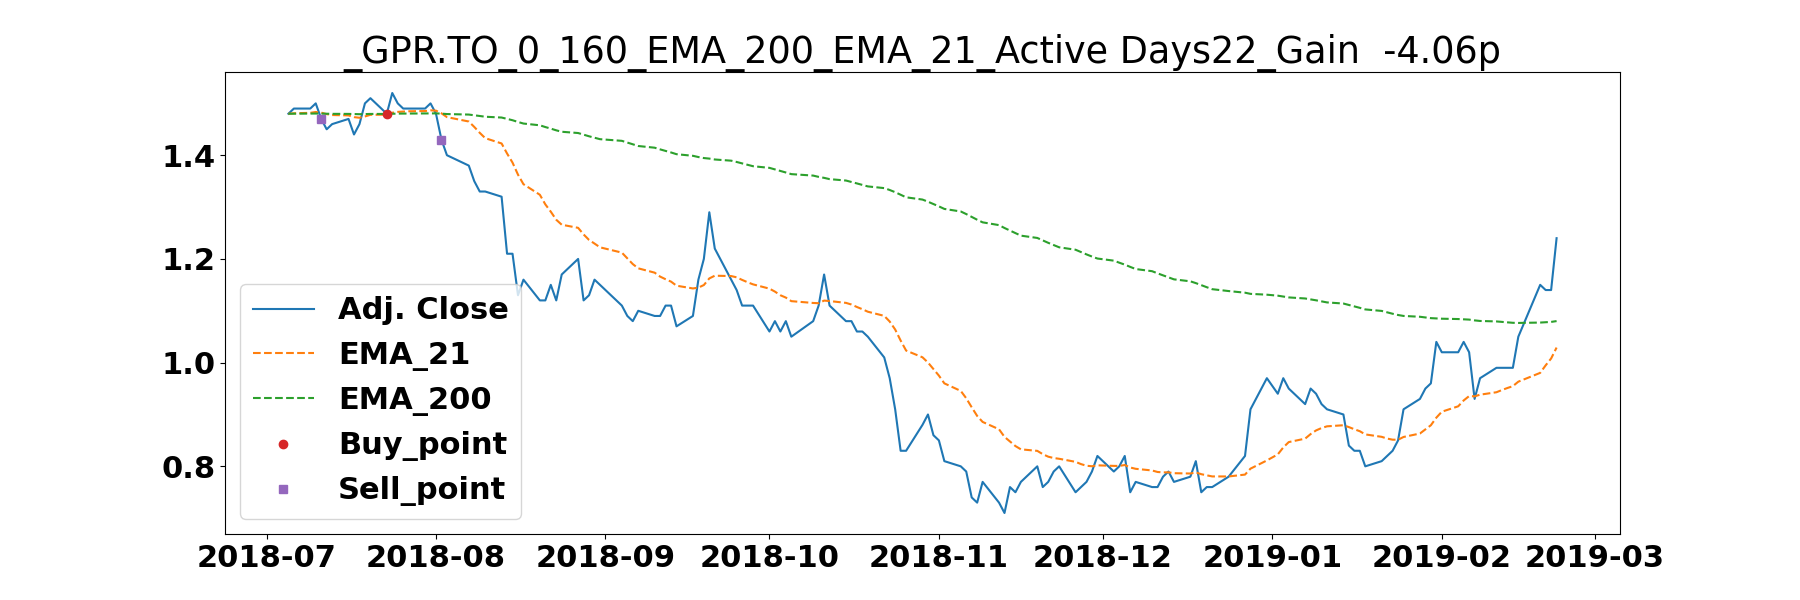 _GPR.TO_0_160_EMA_200_EMA_21_Active Days22_Gain  -4.06p
1.4
1.2
1.0
0.8
Adj. Close
EMA_21
EMA_200
Buy_point
Sell_point
2018-07 2018-08 2018-09 2018-10 2018-11 2018-12 2019-01 2019-02 2019-03